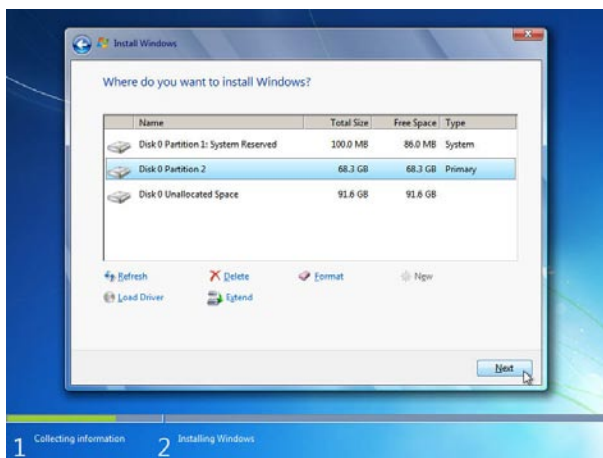 Install Windows
Where do you want to install Windows?
Name Total Size Free Space Type
Disk 0 Partition 1: System Reserved 100.0 MB 86.0 MB System
Disk 0 Partition 2 68.3 GB 68.3 GB Primary
Disk 0 Unallocated Space 91.6 GB 91.6 GB
Refresh Delete Format New
Load Driver Extend
Next
1 Collecting information 2 Installing Windows